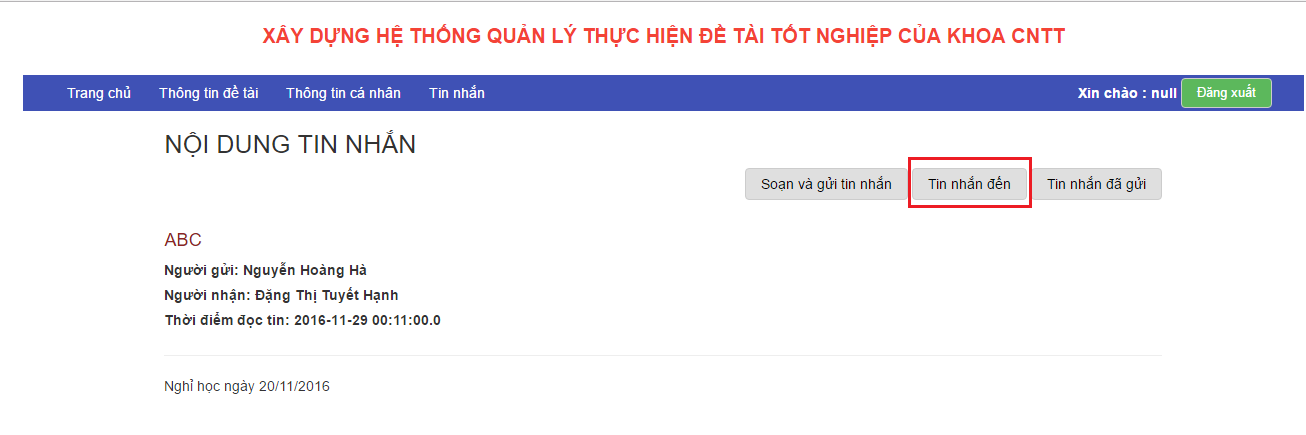 XÂY DỰNG HỆ THỐNG QUẢN LÝ THỰC HIỆN ĐỀ TÀI TỐT NGHIỆP CỦA KHOA CNTT
Trang chủ Thông tin đề tài Thông tin cá nhân Tin nhắn Xin chào : null Đăng xuất
NỘI DUNG TIN NHẮN
Soạn và gửi tin nhắn Tin nhắn đến Tin nhắn đã gửi
ABC
Người gửi: Nguyễn Hoàng Hà
Người nhận: Đặng Thị Tuyết Hạnh
Thời điểm đọc tin: 2016-11-29 00:11:00.0
Nghỉ học ngày 20/11/2016